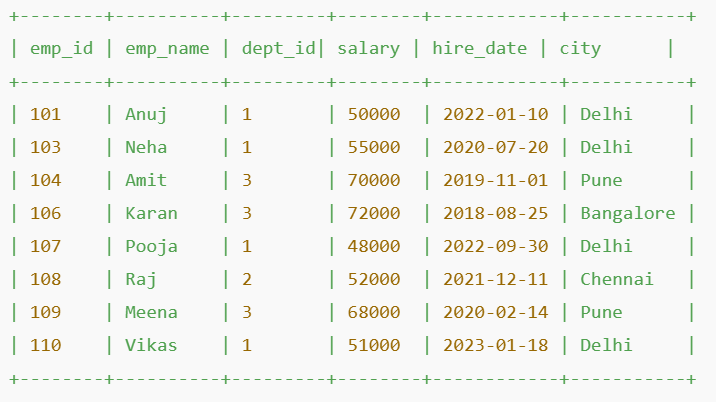 +--------+----------+---------+--------+------------+-----------+
| emp_id | emp_name | dept_id| salary | hire_date | city      |
+--------+----------+---------+--------+------------+-----------+
| 101    | Anuj     | 1       | 50000  | 2022-01-10 | Delhi     |
| 103    | Neha     | 1       | 55000  | 2020-07-20 | Delhi     |
| 104    | Amit     | 3       | 70000  | 2019-11-01 | Pune      |
| 106    | Karan    | 3       | 72000  | 2018-08-25 | Bangalore |
| 107    | Pooja    | 1       | 48000  | 2022-09-30 | Delhi     |
| 108    | Raj      | 2       | 52000  | 2021-12-11 | Chennai   |
| 109    | Meena    | 3       | 68000  | 2020-02-14 | Pune      |
| 110    | Vikas    | 1       | 51000  | 2023-01-18 | Delhi     |
+--------+----------+---------+--------+------------+-----------+